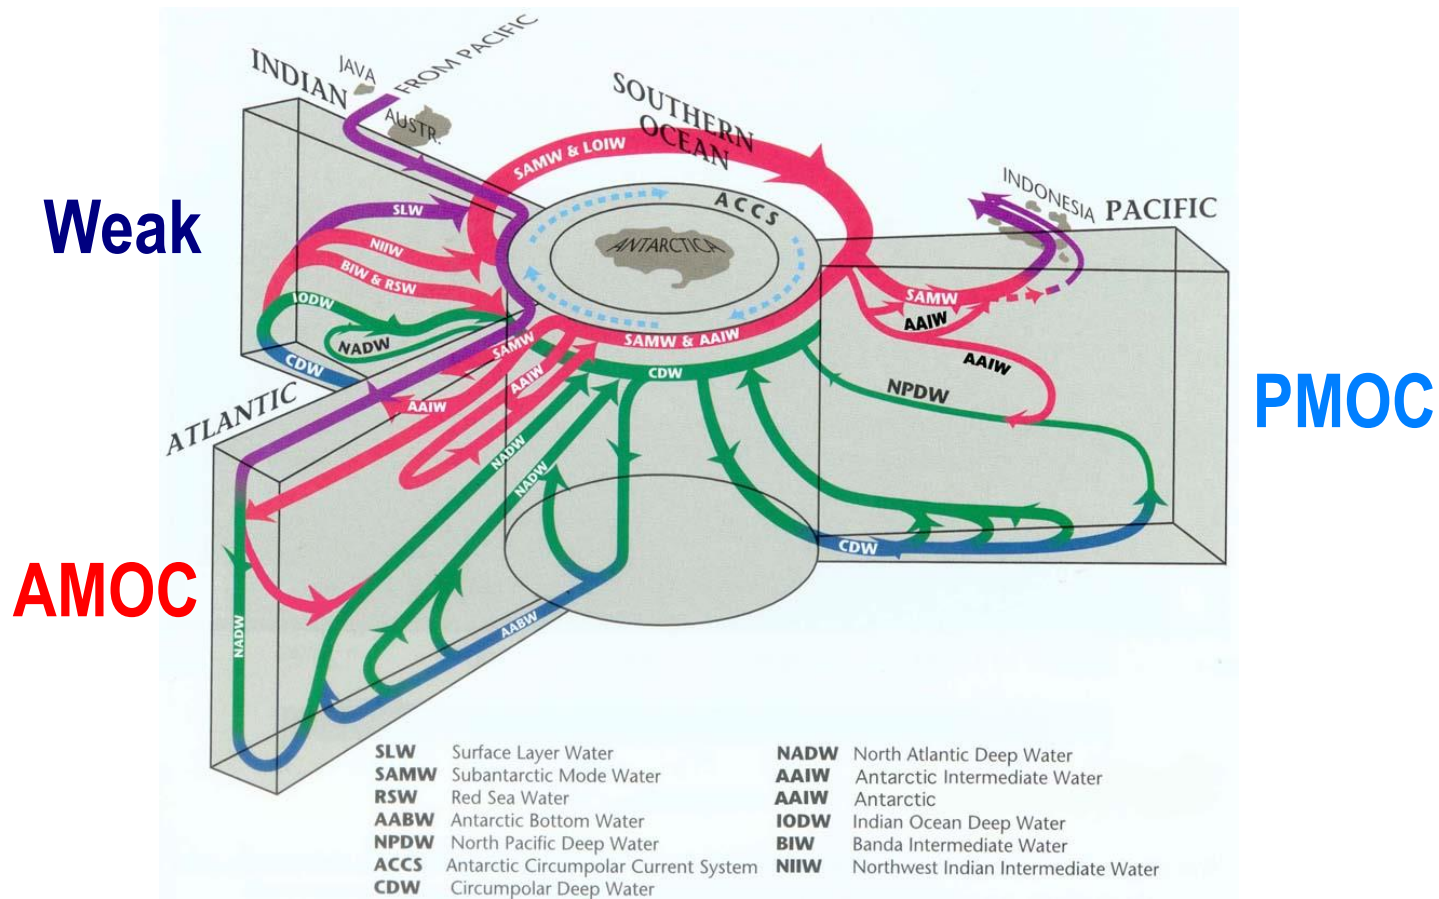 FROM PACIFIC
JAVA
INDIAN
AUSTR.
SOUTHERN
OCEAN
SAMW & LOIW
ACCS
ANTARCTICA
INDONESIA
PACIFIC
Weak
SLW
NIIW
BIW & RSW
IODW
NADW
CDW
SAMW
SAMW & AAIW
CDW
SAMW
AAIW
AAIW
NPDW
PMOC
AAIW
AAIW
ATLANTIC
NADW
NADW
CDW
AMOC
NADW
AABW
SLW Surface Layer Water
SAMW Subantarctic Mode Water
RSW Red Sea Water
AABW Antarctic Bottom Water
NPDW North Pacific Deep Water
ACCS Antarctic Circumpolar Current System
CDW Circumpolar Deep Water
NADW North Atlantic Deep Water
AAIW Antarctic Intermediate Water
AAIW Antarctic
IODW Indian Ocean Deep Water
BIW Banda Intermediate Water
NIIW Northwest Indian Intermediate Water